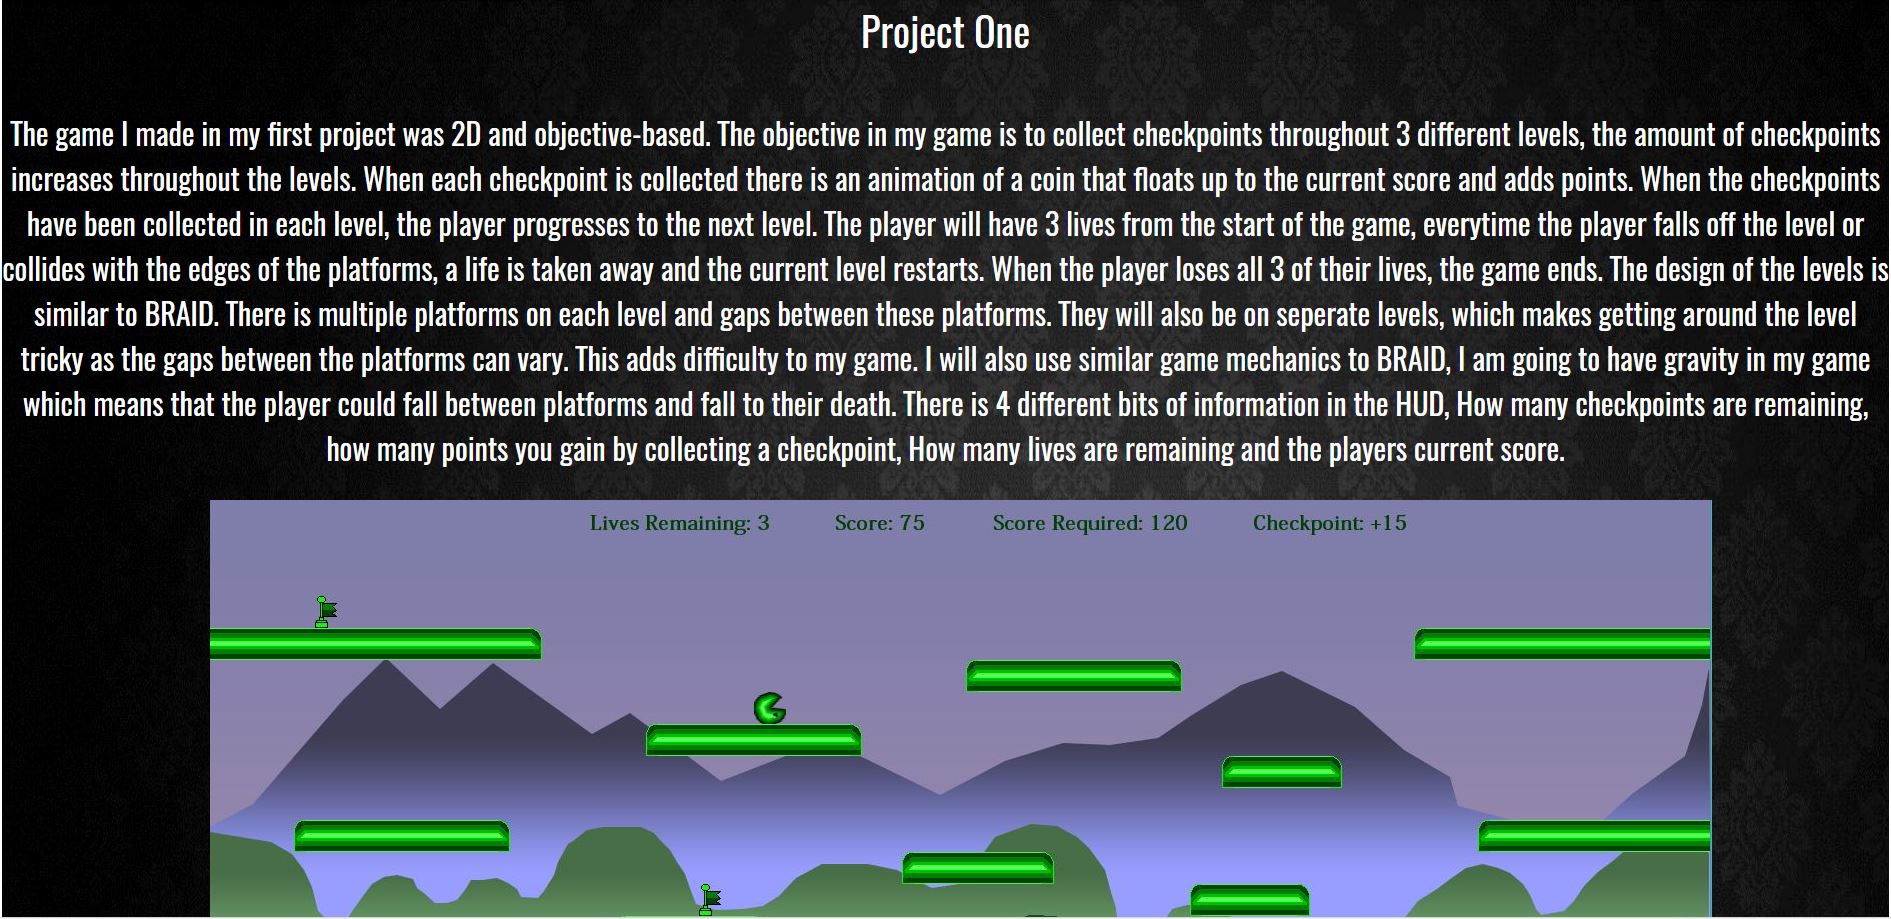 Project One
The game I made in my first project was 2D and objective-based. The objective in my game is to collect checkpoints throughout 3 different levels, the amount of checkpoints
increases throughout the levels. When each checkpoint is collected there is an animation of a coin that floats up to the current score and adds points. When the checkpoints
have been collected in each level, the player progresses to the next level. The player will have 3 lives from the start of the game, everytime the player falls off the level or
collides with the edges of the platforms, a life is taken away and the current level restarts. When the player loses all 3 of their lives, the game ends. The design of the levels is
similar to BRAID. There is multiple platforms on each level and gaps between these platforms. They will also be on seperate levels, which makes getting around the level
tricky as the gaps between the platforms can vary. This adds difficulty to my game. I will also use similar game mechanics to BRAID, I am going to have gravity in my game
which means that the player could fall between platforms and fall to their death. There is 4 different bits of information in the HUD, How many checkpoints are remaining,
how many points you gain by collecting a checkpoint, How many lives are remaining and the players current score.
Lives Remaining: 3 Score: 75 Score Required: 120 Checkpoint: +15